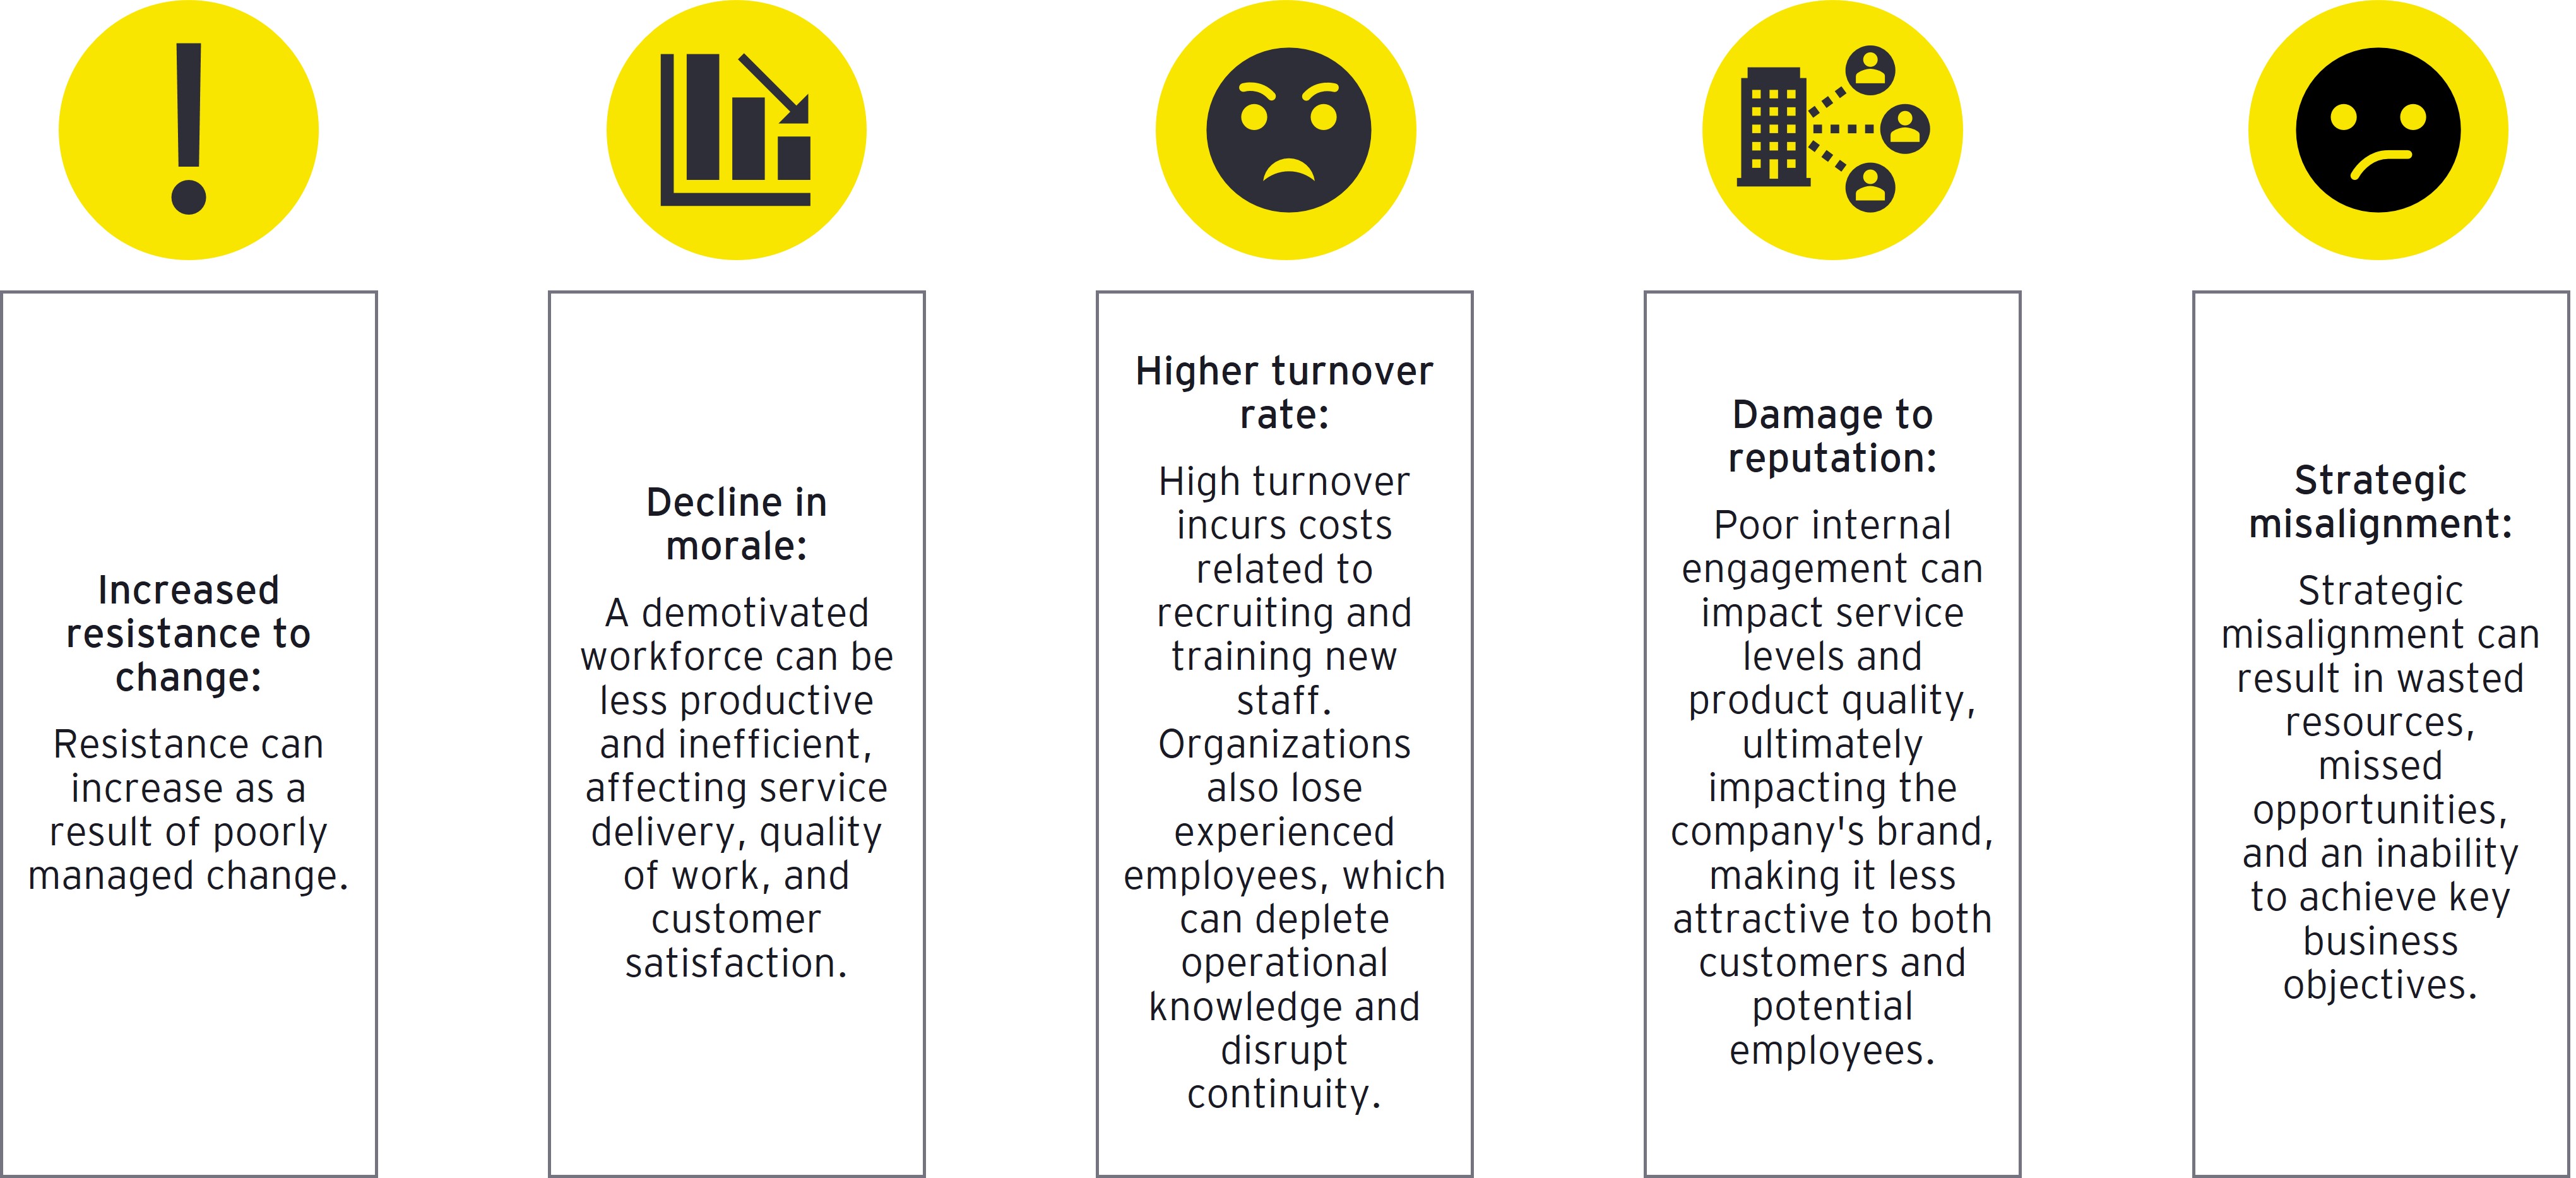 Increased
resistance to
change:
Resistance can
increase as a
result of poorly
managed change.
Decline in
morale:
A demotivated
workforce can be
less productive
and inefficient,
affecting service
delivery, quality
of work, and
customer
satisfaction.
Higher turnover
rate:
High turnover
incurs costs
related to
recruiting and
training new
staff.
Organizations
also lose
experienced
employees, which
can deplete
operational
knowledge and
disrupt
continuity.
Damage to
reputation:
Poor internal
engagement can
impact service
levels and
product quality,
ultimately
impacting the
company's brand,
making it less
attractive to both
customers and
potential
employees.
Strategic
misalignment:
Strategic
misalignment can
result in wasted
resources,
missed
opportunities,
and an inability
to achieve key
business
objectives.